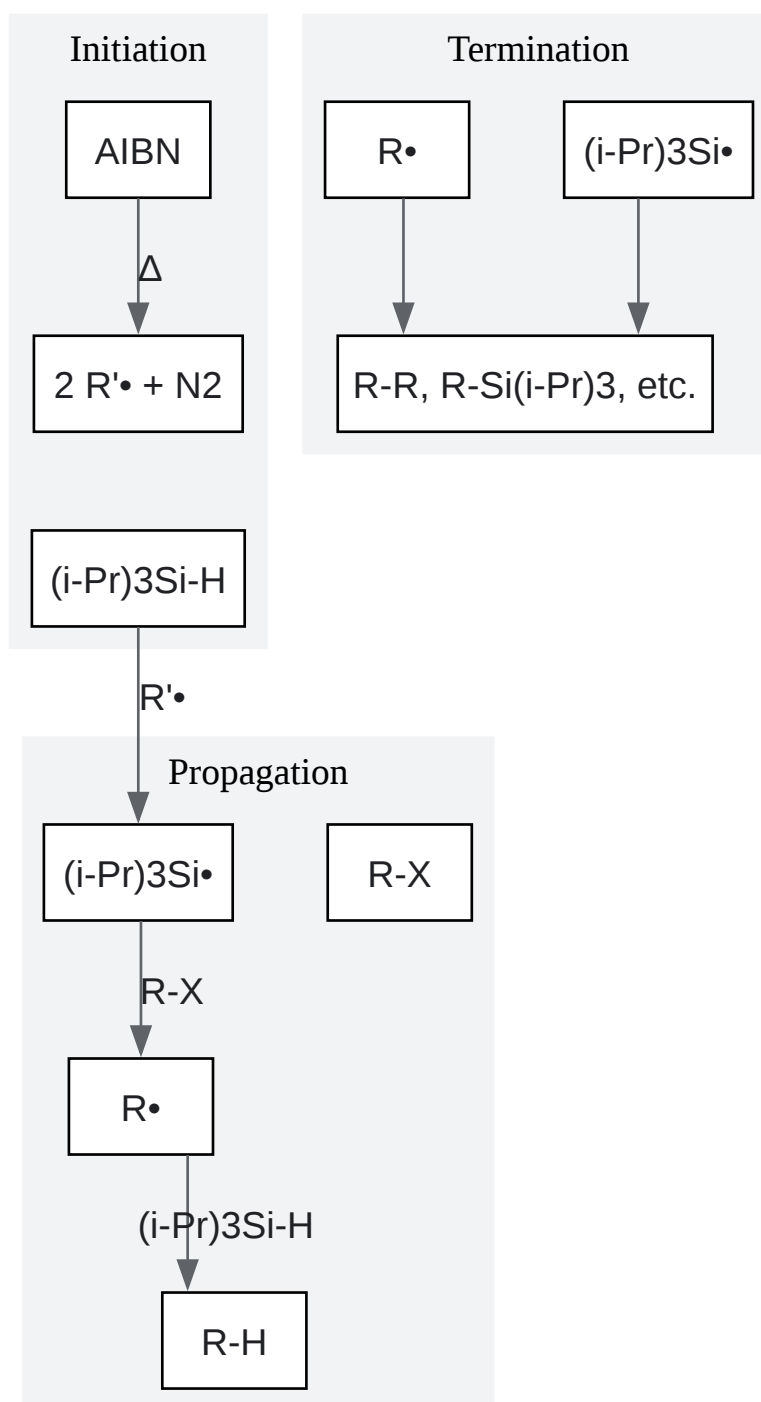 Initiation
AIBN
Δ
2 R'• + N2
(i-Pr)3Si-H
R'•
Termination
R•
(i-Pr)3Si•
R-R, R-Si(i-Pr)3, etc.
Propagation
(i-Pr)3Si•
R-X
R-X
R•
(i-Pr)3Si-H
R-H